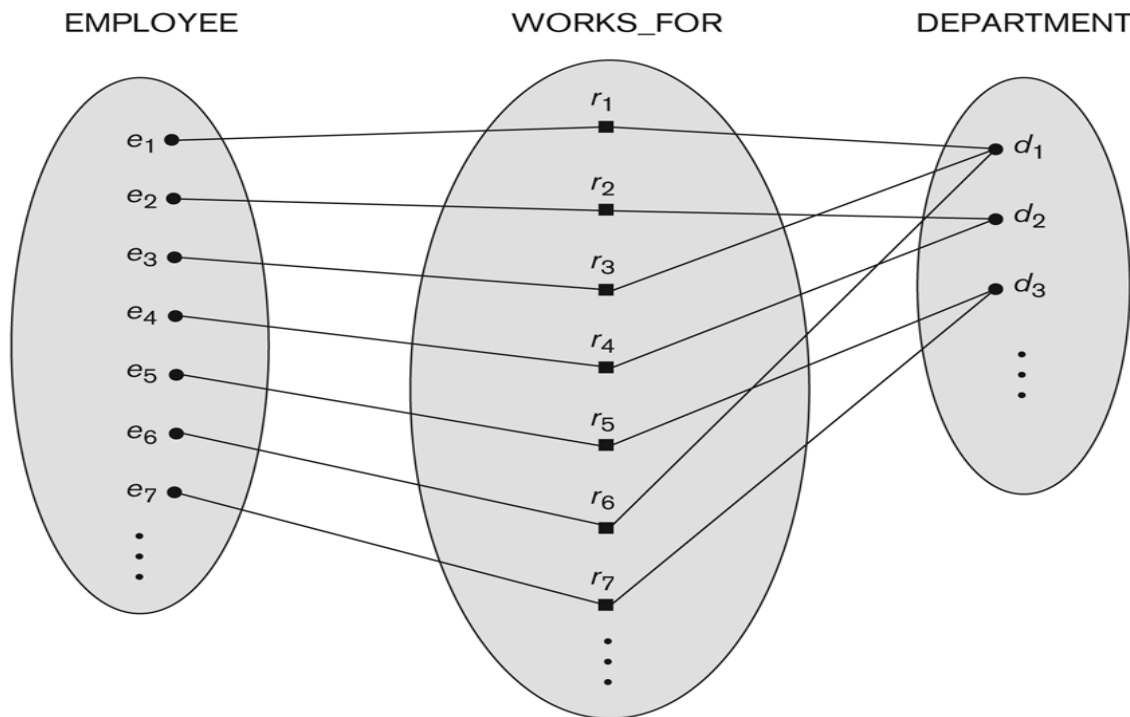 EMPLOYEE
WORKS_FOR
DEPARTMENT
e1
e2
e3
e4
e5
e6
e7
r1
r2
r3
r4
r5
r6
r7
d1
d2
d3